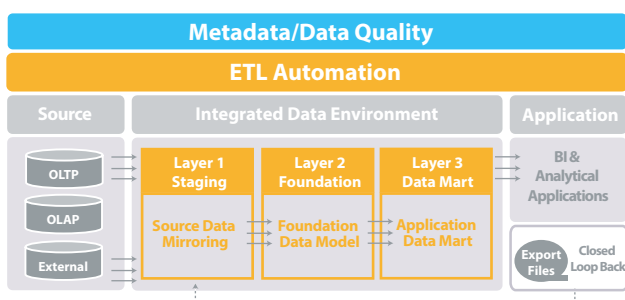 Metadata/Data Quality
ETL Automation
Source
Integrated Data Environment
Application
OLTP
OLAP
External
Layer 1
Staging
Source Data
Mirroring
Layer 2
Foundation
Foundation
Data Model
Layer 3
Data Mart
Application
Data Mart
BI &
Analytical
Applications
Export
Files
Closed
Loop Back